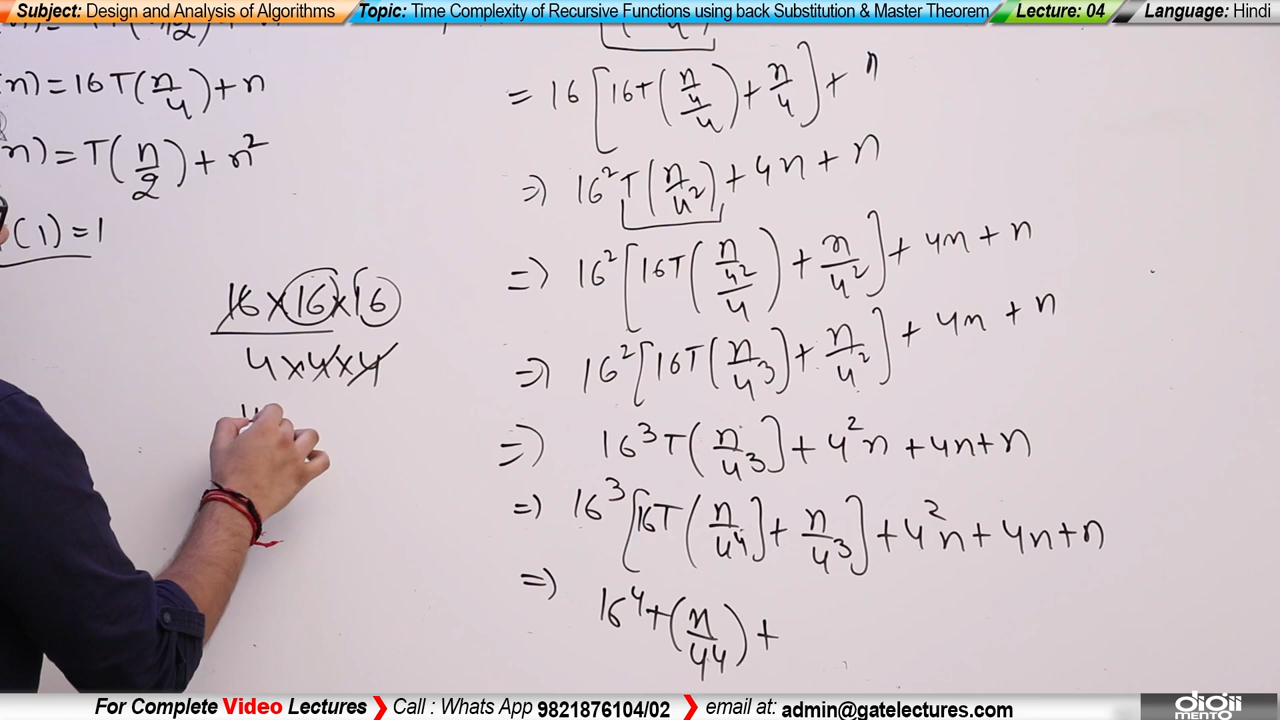 Subject: Design and Analysis of Algorithms Topic: Time Complexity of Recursive Functions using back Substitution & Master Theorem Lecture: 04 Language: Hindi
n) = 16T(n/4) + n
n) = T(n/2) + n²
(1) = 1
16 × 16 × 16
4 × 4 × 4
= 16[16T(n/4/4) + n/4] + n
⇒ 16² T(n/4²) + 4n + n
⇒ 16²[16T(n/4²/4) + n/4²] + 4n + n
⇒ 16²[16T(n/4³] + n/4²] + 4n + n
⇒ 16³T(n/4³] + 4²n + 4n + n
⇒ 16³[16T(n/4⁴] + n/4³] + 4²n + 4n + n
⇒ 16⁴T(n/4⁴) +
For Complete Video Lectures Call : Whats App 9821876104/02 email at: admin@gatelectures.com digii
MENTO